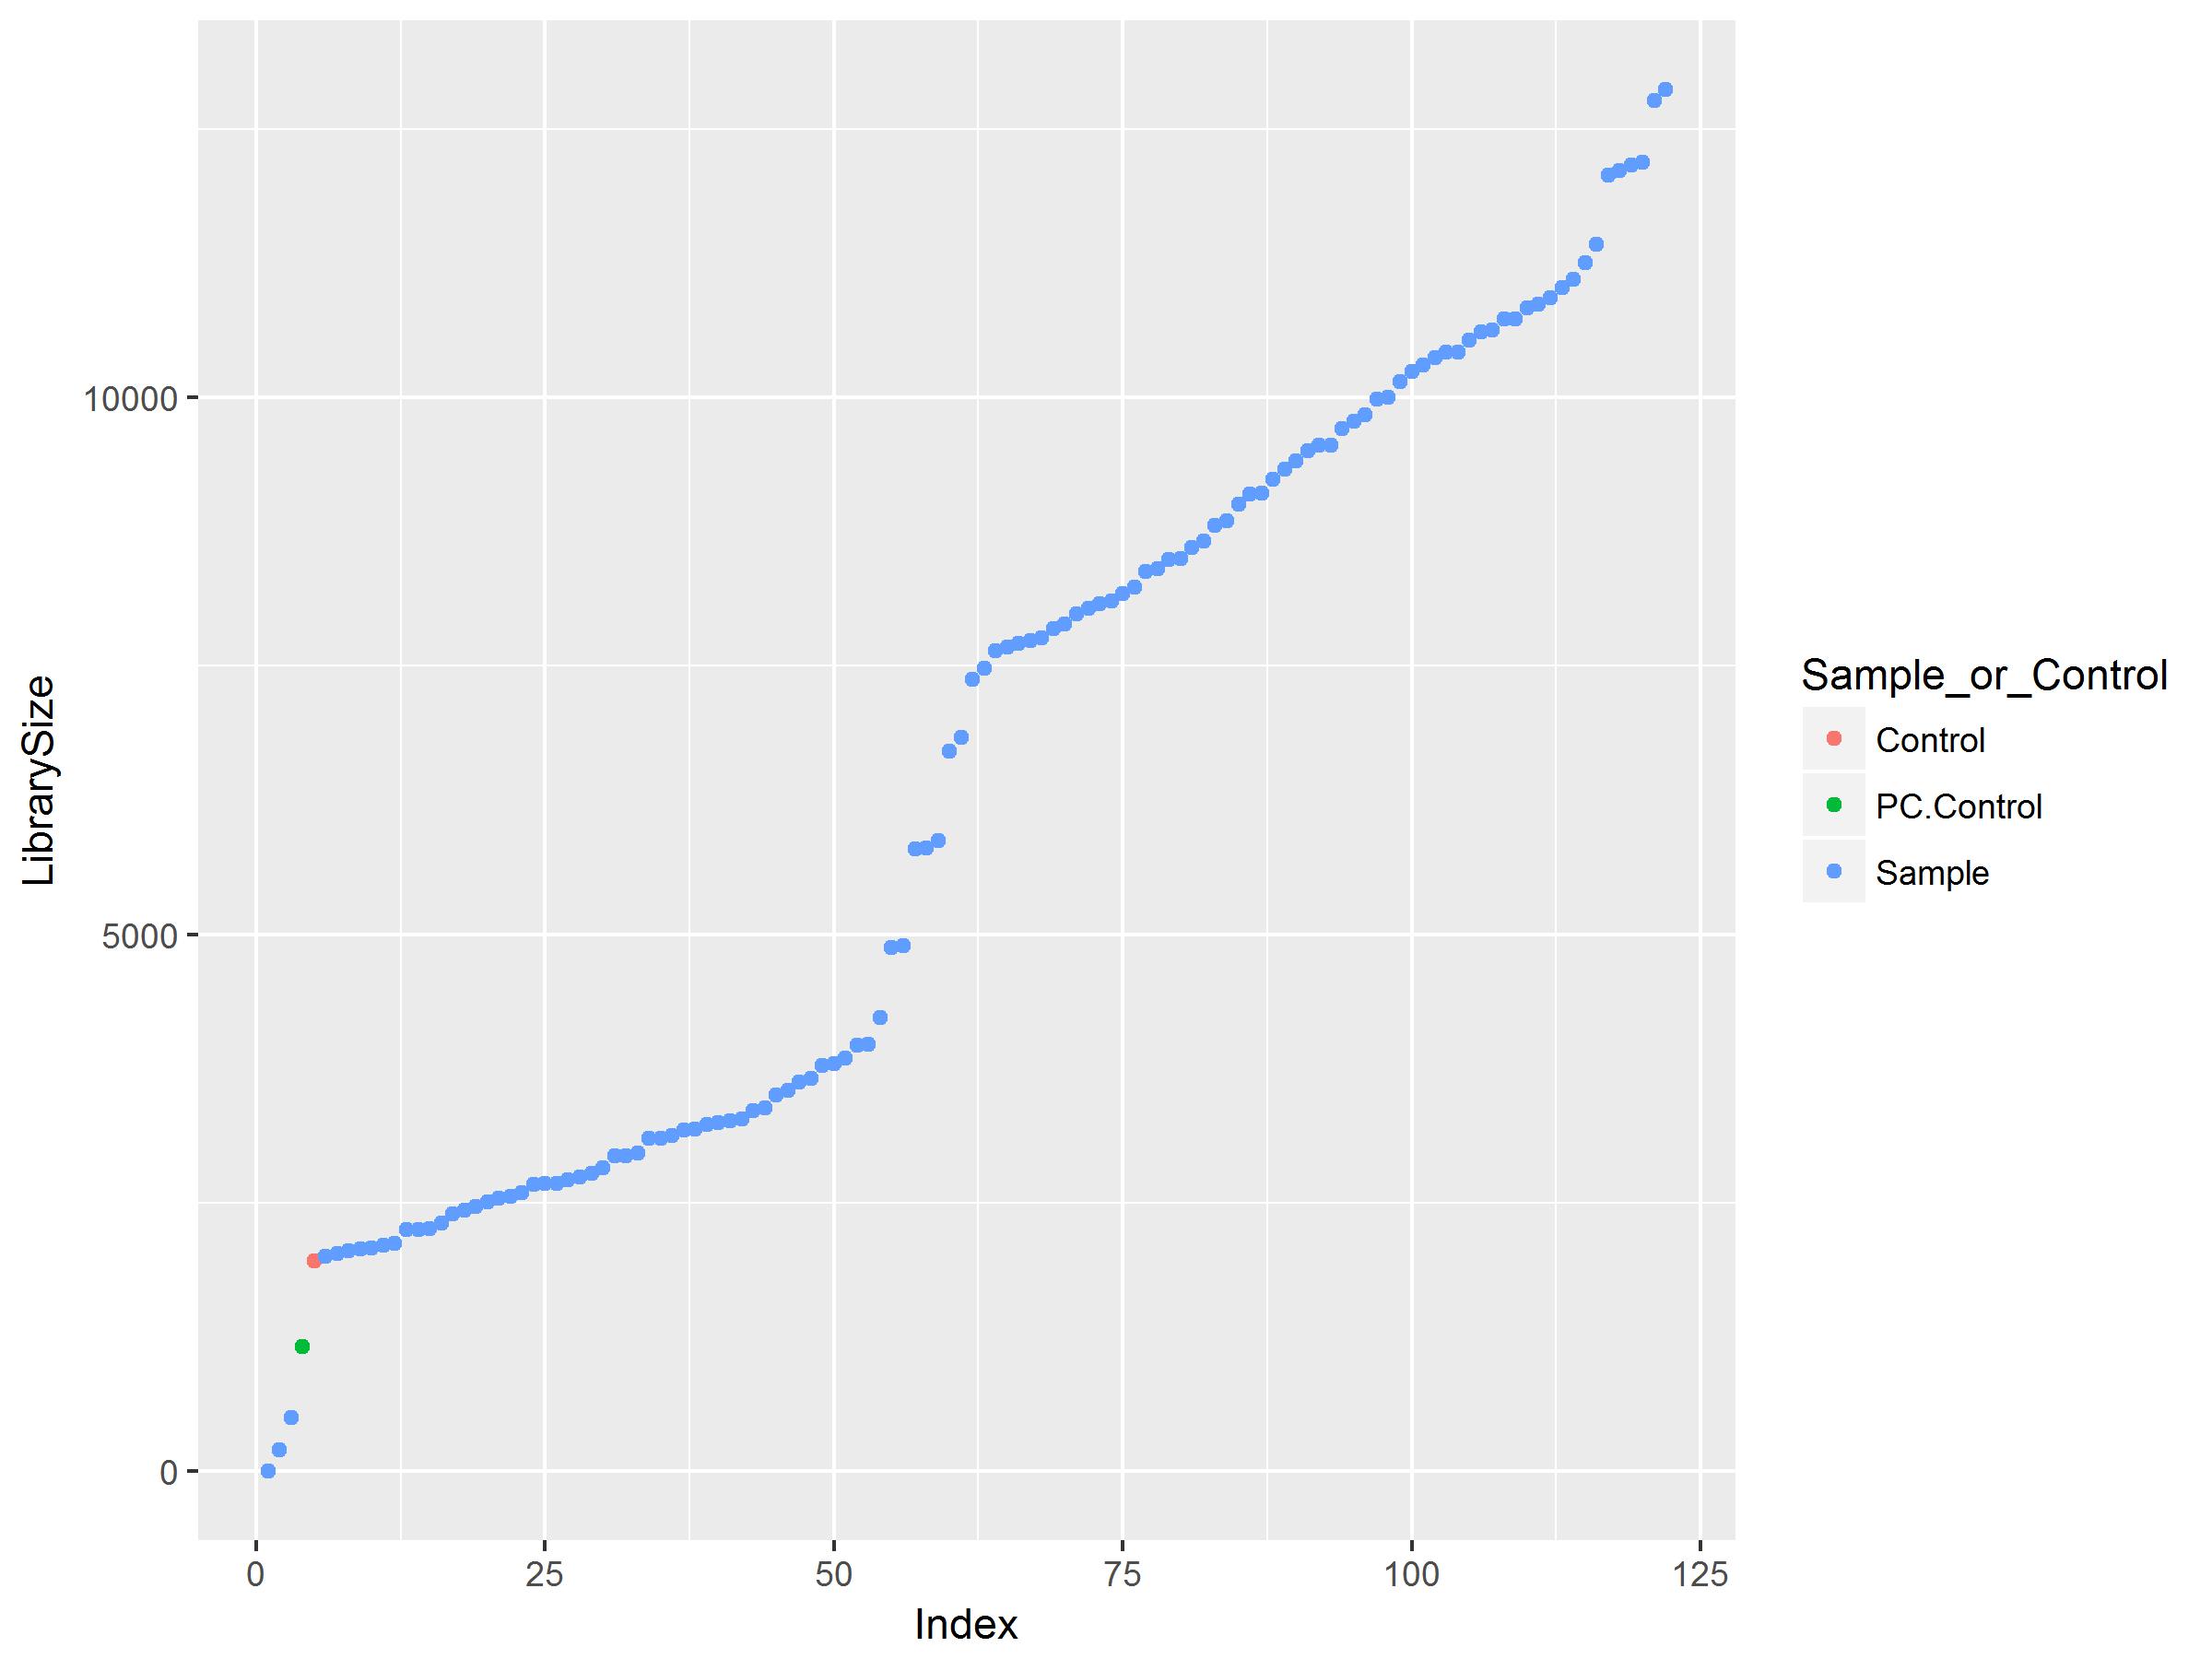 LibrarySize
10000
5000
0
0 25 50 75 100 125
Index
Sample_or_Control
Control
PC.Control
Sample